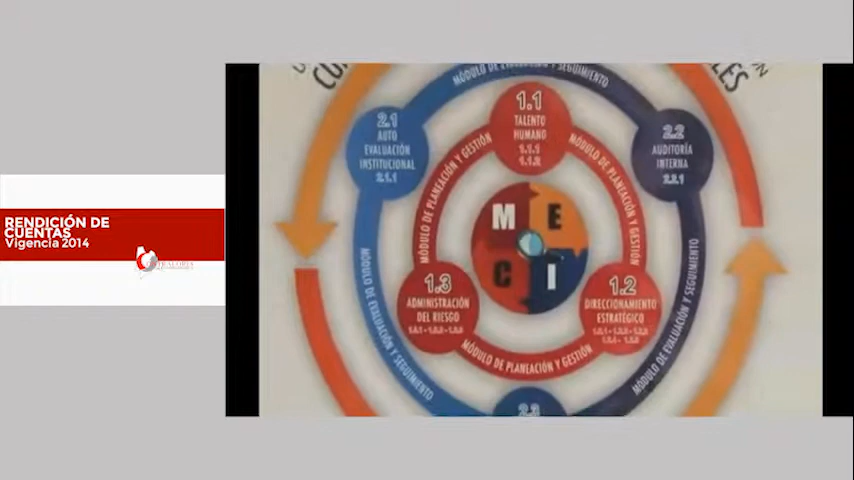 RENDICIÓN DE
CUENTAS
Vigencia 2014
MÓDULO DE EVALUACIÓN Y SEGUIMIENTO
1.1
TALENTO
HUMANO
1.1.1
1.1.2
2.1
AUTO
EVALUACIÓN
INSTITUCIONAL
2.1.1
2.2
AUDITORÍA
INTERNA
2.2.1
MÓDULO DE PLANEACIÓN Y GESTIÓN
MÓDULO DE PLANEACIÓN Y GESTIÓN
M E
C I
1.3
ADMINISTRACIÓN
DEL RIESGO
1.2
DIRECCIONAMIENTO
ESTRATÉGICO
MÓDULO DE PLANEACIÓN Y GESTIÓN
MÓDULO DE EVALUACIÓN Y SEGUIMIENTO
MÓDULO DE EVALUACIÓN Y SEGUIMIENTO
2.3